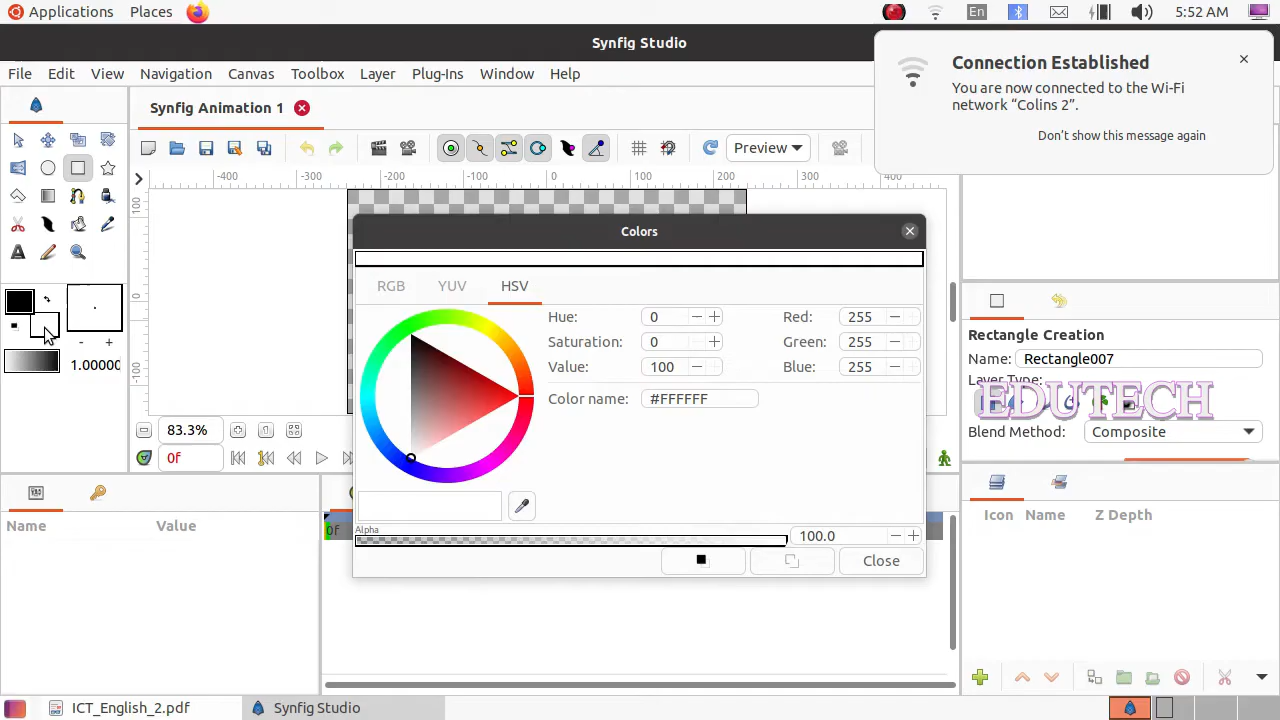 Applications Places En 5:52 AM
Synfig Studio
Connection Established
You are now connected to the Wi-Fi
network “Colins 2”.
Don't show this message again
File Edit View Navigation Canvas Toolbox Layer Plug-Ins Window Help
Synfig Animation 1
Preview
-400 -300 -200 -100 0 100 200 300 400
100
0
-100
Colors
RGB YUV HSV
Hue: 0 Red: 255
Saturation: 0 Green: 255
Value: 100 Blue: 255
Color name: #FFFFFF
Alpha
100.0
Close
1.00000
83.3%
0f
Rectangle Creation
Name: Rectangle007
Layer Type:
EDUTECH
Blend Method: Composite
Name Value
0f
Icon Name Z Depth
ICT_English_2.pdf Synfig Studio